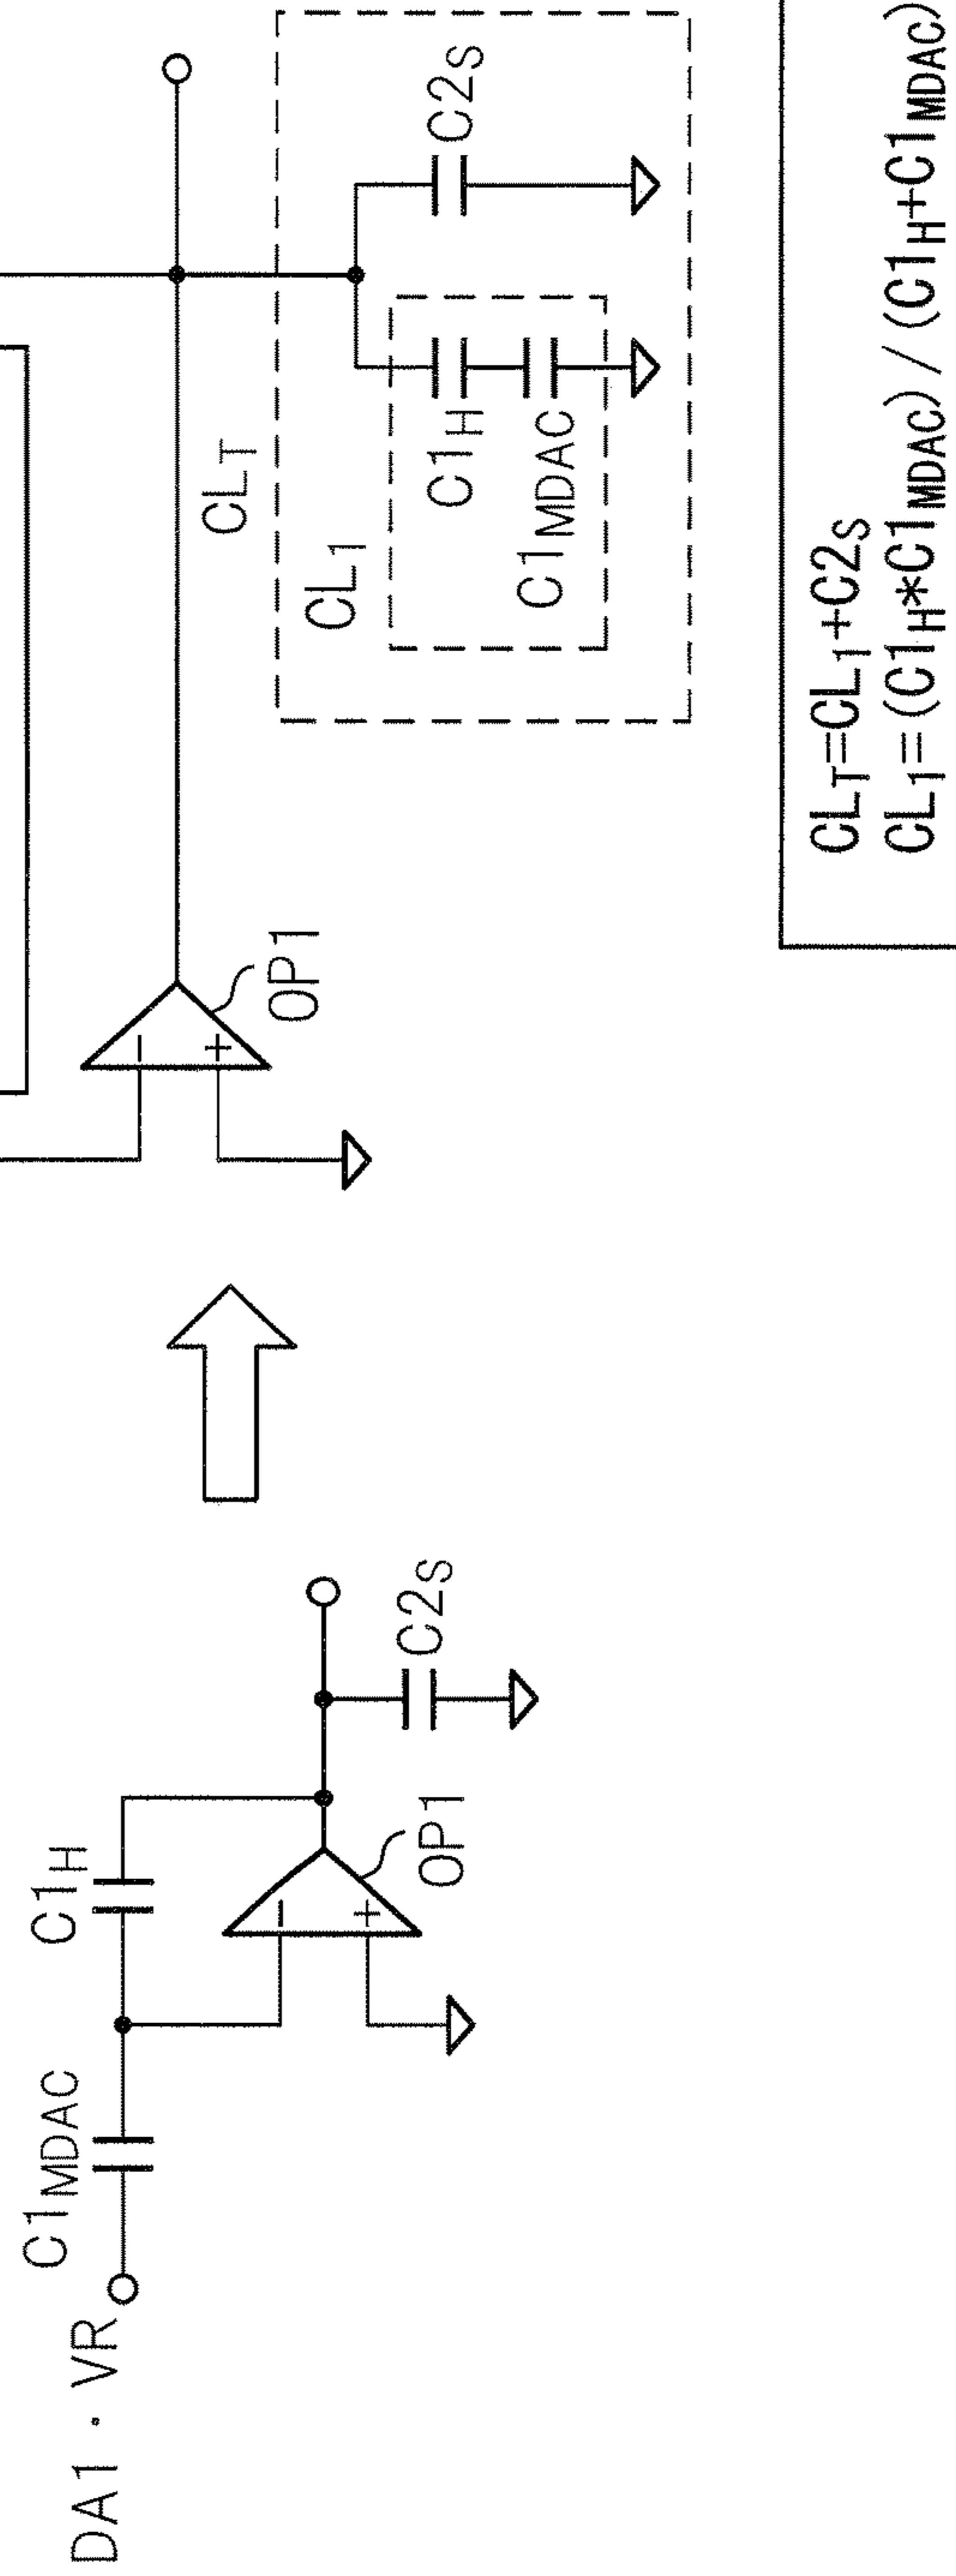 DA1・VR
C1MDAC
C1H
OP1
C2S
−
+
OP1
−
+
CLT
CL1
C1H
C1MDAC
C2S
CLT=CL1+C2S
CL1=(C1H*C1MDAC)/(C1H+C1MDAC)